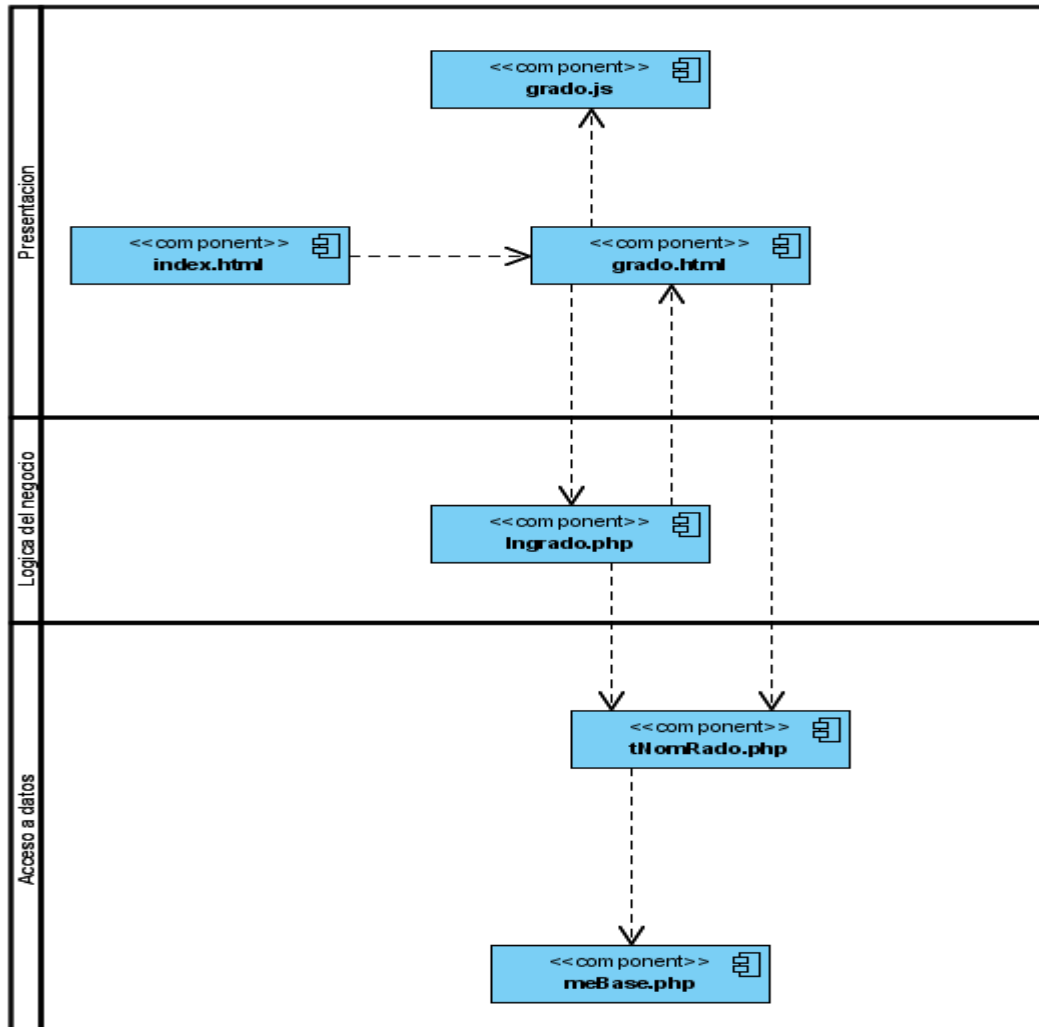 Presentacion
<<component>>
grado.js
<<component>>
index.html
<<component>>
grado.html
Logica del negocio
<<component>>
lngrado.php
Acceso a datos
<<component>>
tNomRado.php
<<component>>
meBase.php